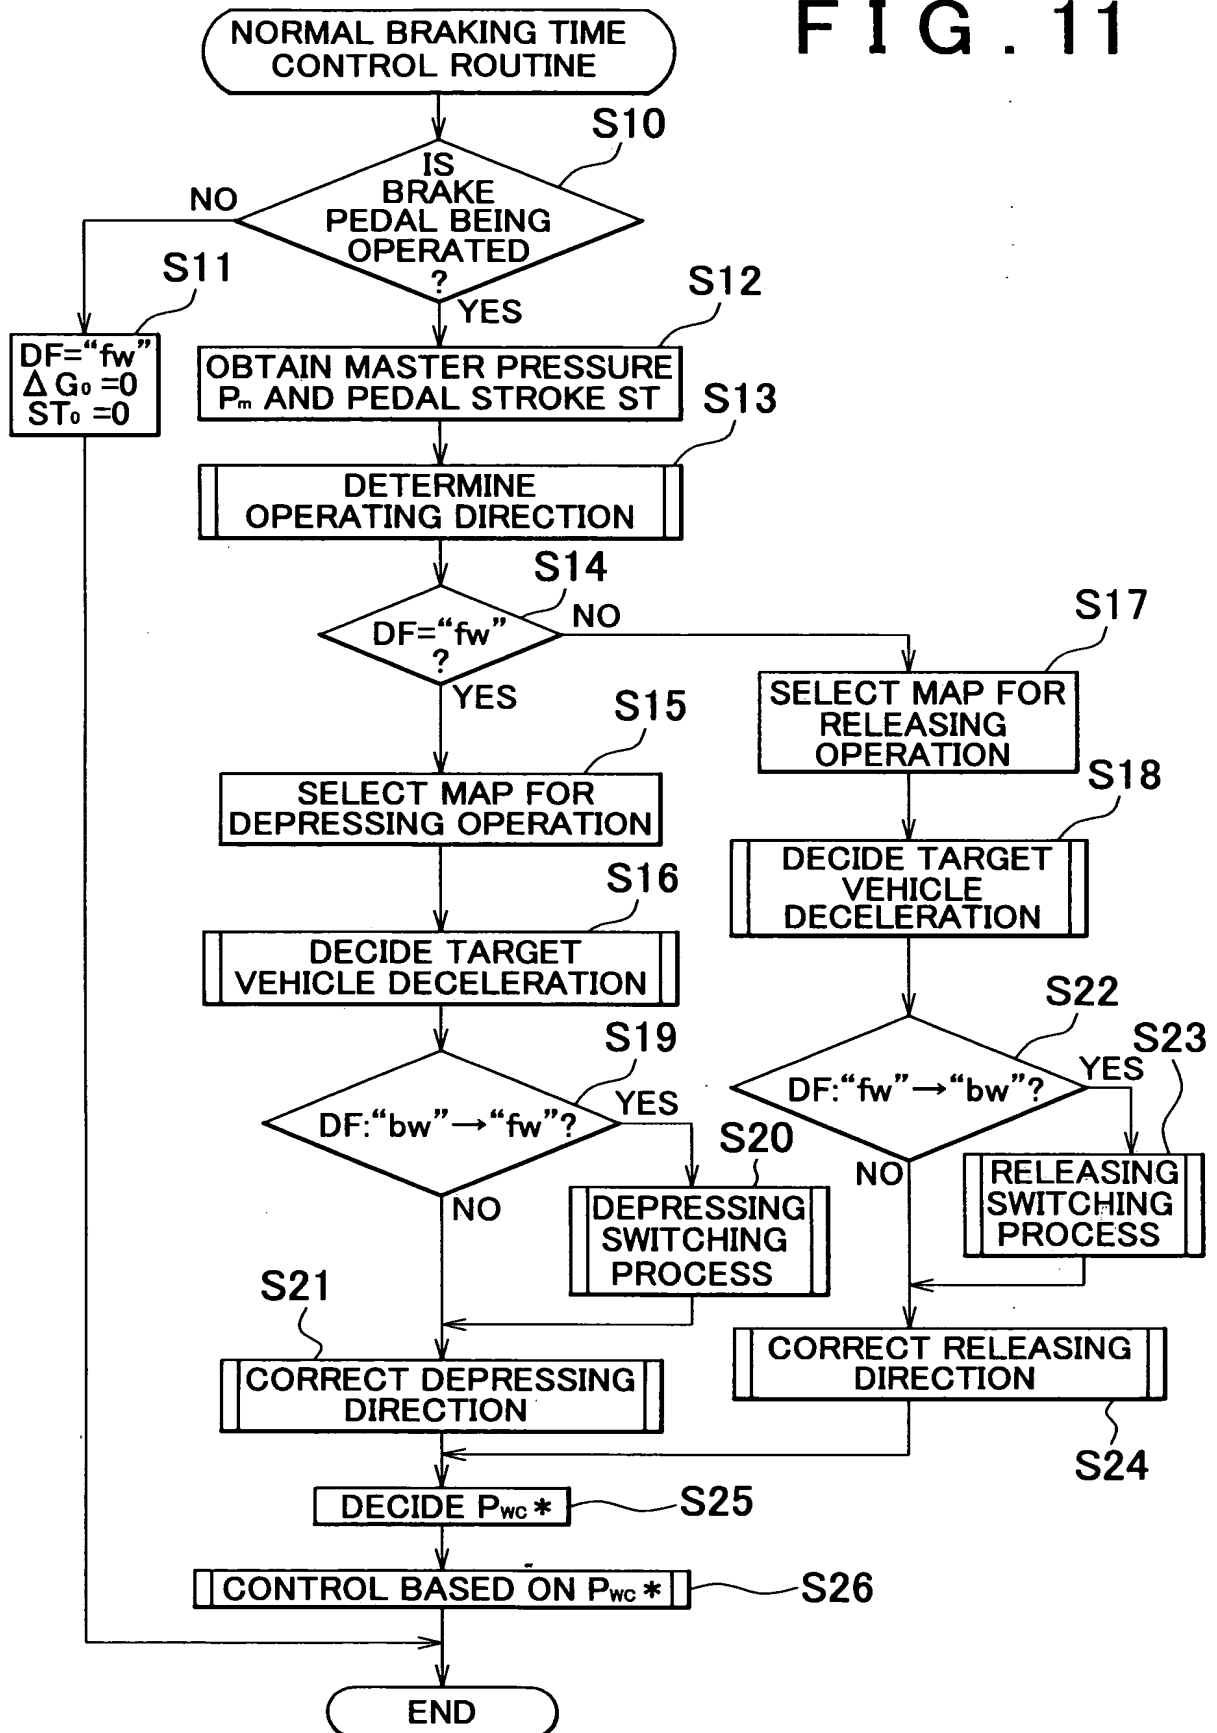 FIG. 11
NORMAL BRAKING TIME
CONTROL ROUTINE
S10
IS
BRAKE
PEDAL BEING
OPERATED
?
NO
YES
S11
DF=“fw”
ΔG₀ =0
ST₀ =0
S12
OBTAIN MASTER PRESSURE
Pm AND PEDAL STROKE ST
S13
DETERMINE
OPERATING DIRECTION
S14
DF=“fw”
?
NO
YES
S15
SELECT MAP FOR
DEPRESSING OPERATION
S16
DECIDE TARGET
VEHICLE DECELERATION
S17
SELECT MAP FOR
RELEASING
OPERATION
S18
DECIDE TARGET
VEHICLE
DECELERATION
S19
DF:“bw”→“fw”?
YES
NO
S20
DEPRESSING
SWITCHING
PROCESS
S21
CORRECT DEPRESSING
DIRECTION
S22
DF:“fw”→“bw”?
YES
NO
S23
RELEASING
SWITCHING
PROCESS
CORRECT RELEASING
DIRECTION
S24
DECIDE PWC*
S25
CONTROL BASED ON PWC*
S26
END